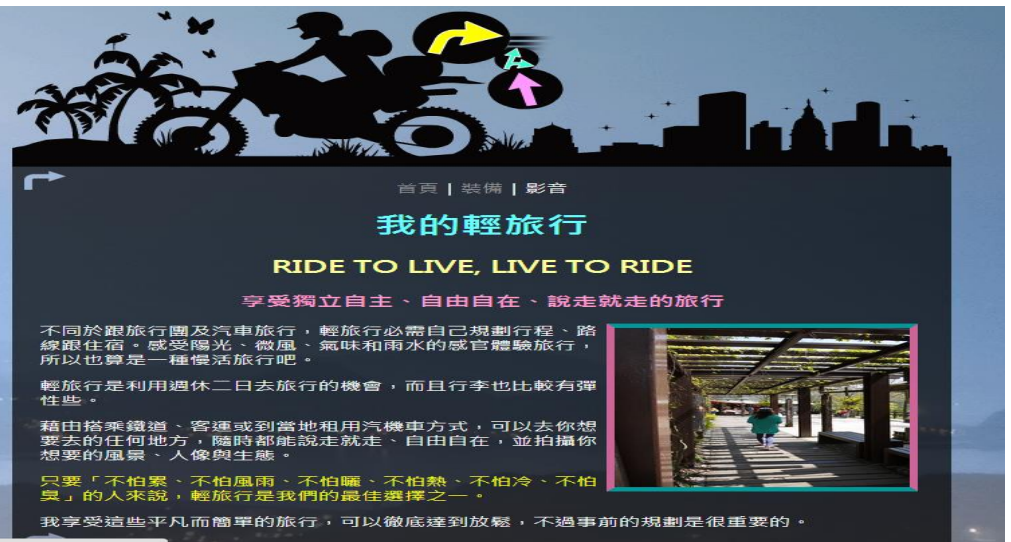 首頁 | 裝備 | 影音
我的輕旅行
RIDE TO LIVE, LIVE TO RIDE
享受獨立自主、自由自在、說走就走的旅行
不同於跟旅行團及汽車旅行，輕旅行必需自己規劃行程、路
線跟住宿。感受陽光、微風、氣味和雨水的感官體驗旅行，
所以也算是一種慢活旅行吧。
輕旅行是利用週休二日去旅行的機會，而且行李也比較有彈
性些。
藉由搭乘鐵道、客運或到當地租用汽機車方式，可以去你想
要去的任何地方，隨時都能說走就走、自由自在，並拍攝你
想要的風景、人像與生態。
只要「不怕累、不怕風雨、不怕曬、不怕熱、不怕冷、不怕
臭」的人來說，輕旅行是我們的最佳選擇之一。
我享受這些平凡而簡單的旅行，可以徹底達到放鬆，不過事前的規劃是很重要的。